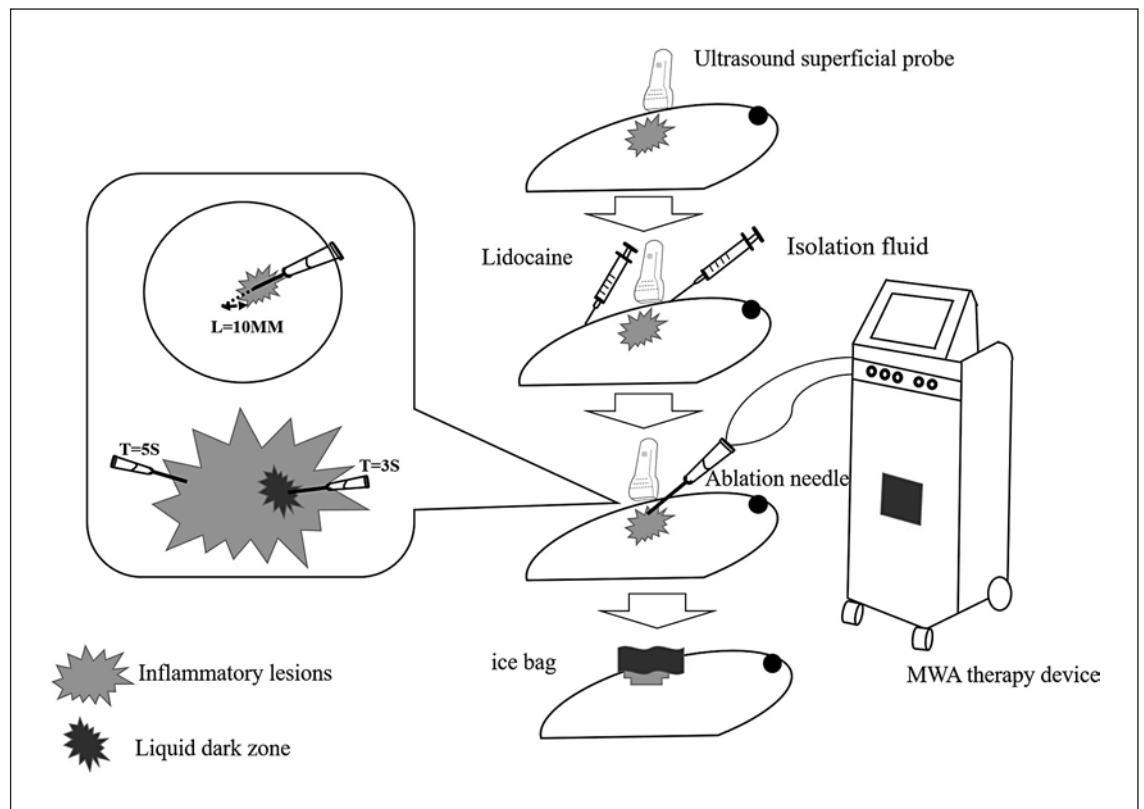 Ultrasound superficial probe
Lidocaine
Isolation fluid
L=10MM
T=5S
T=3S
Ablation needle
ice bag
MWA therapy device
Inflammatory lesions
Liquid dark zone